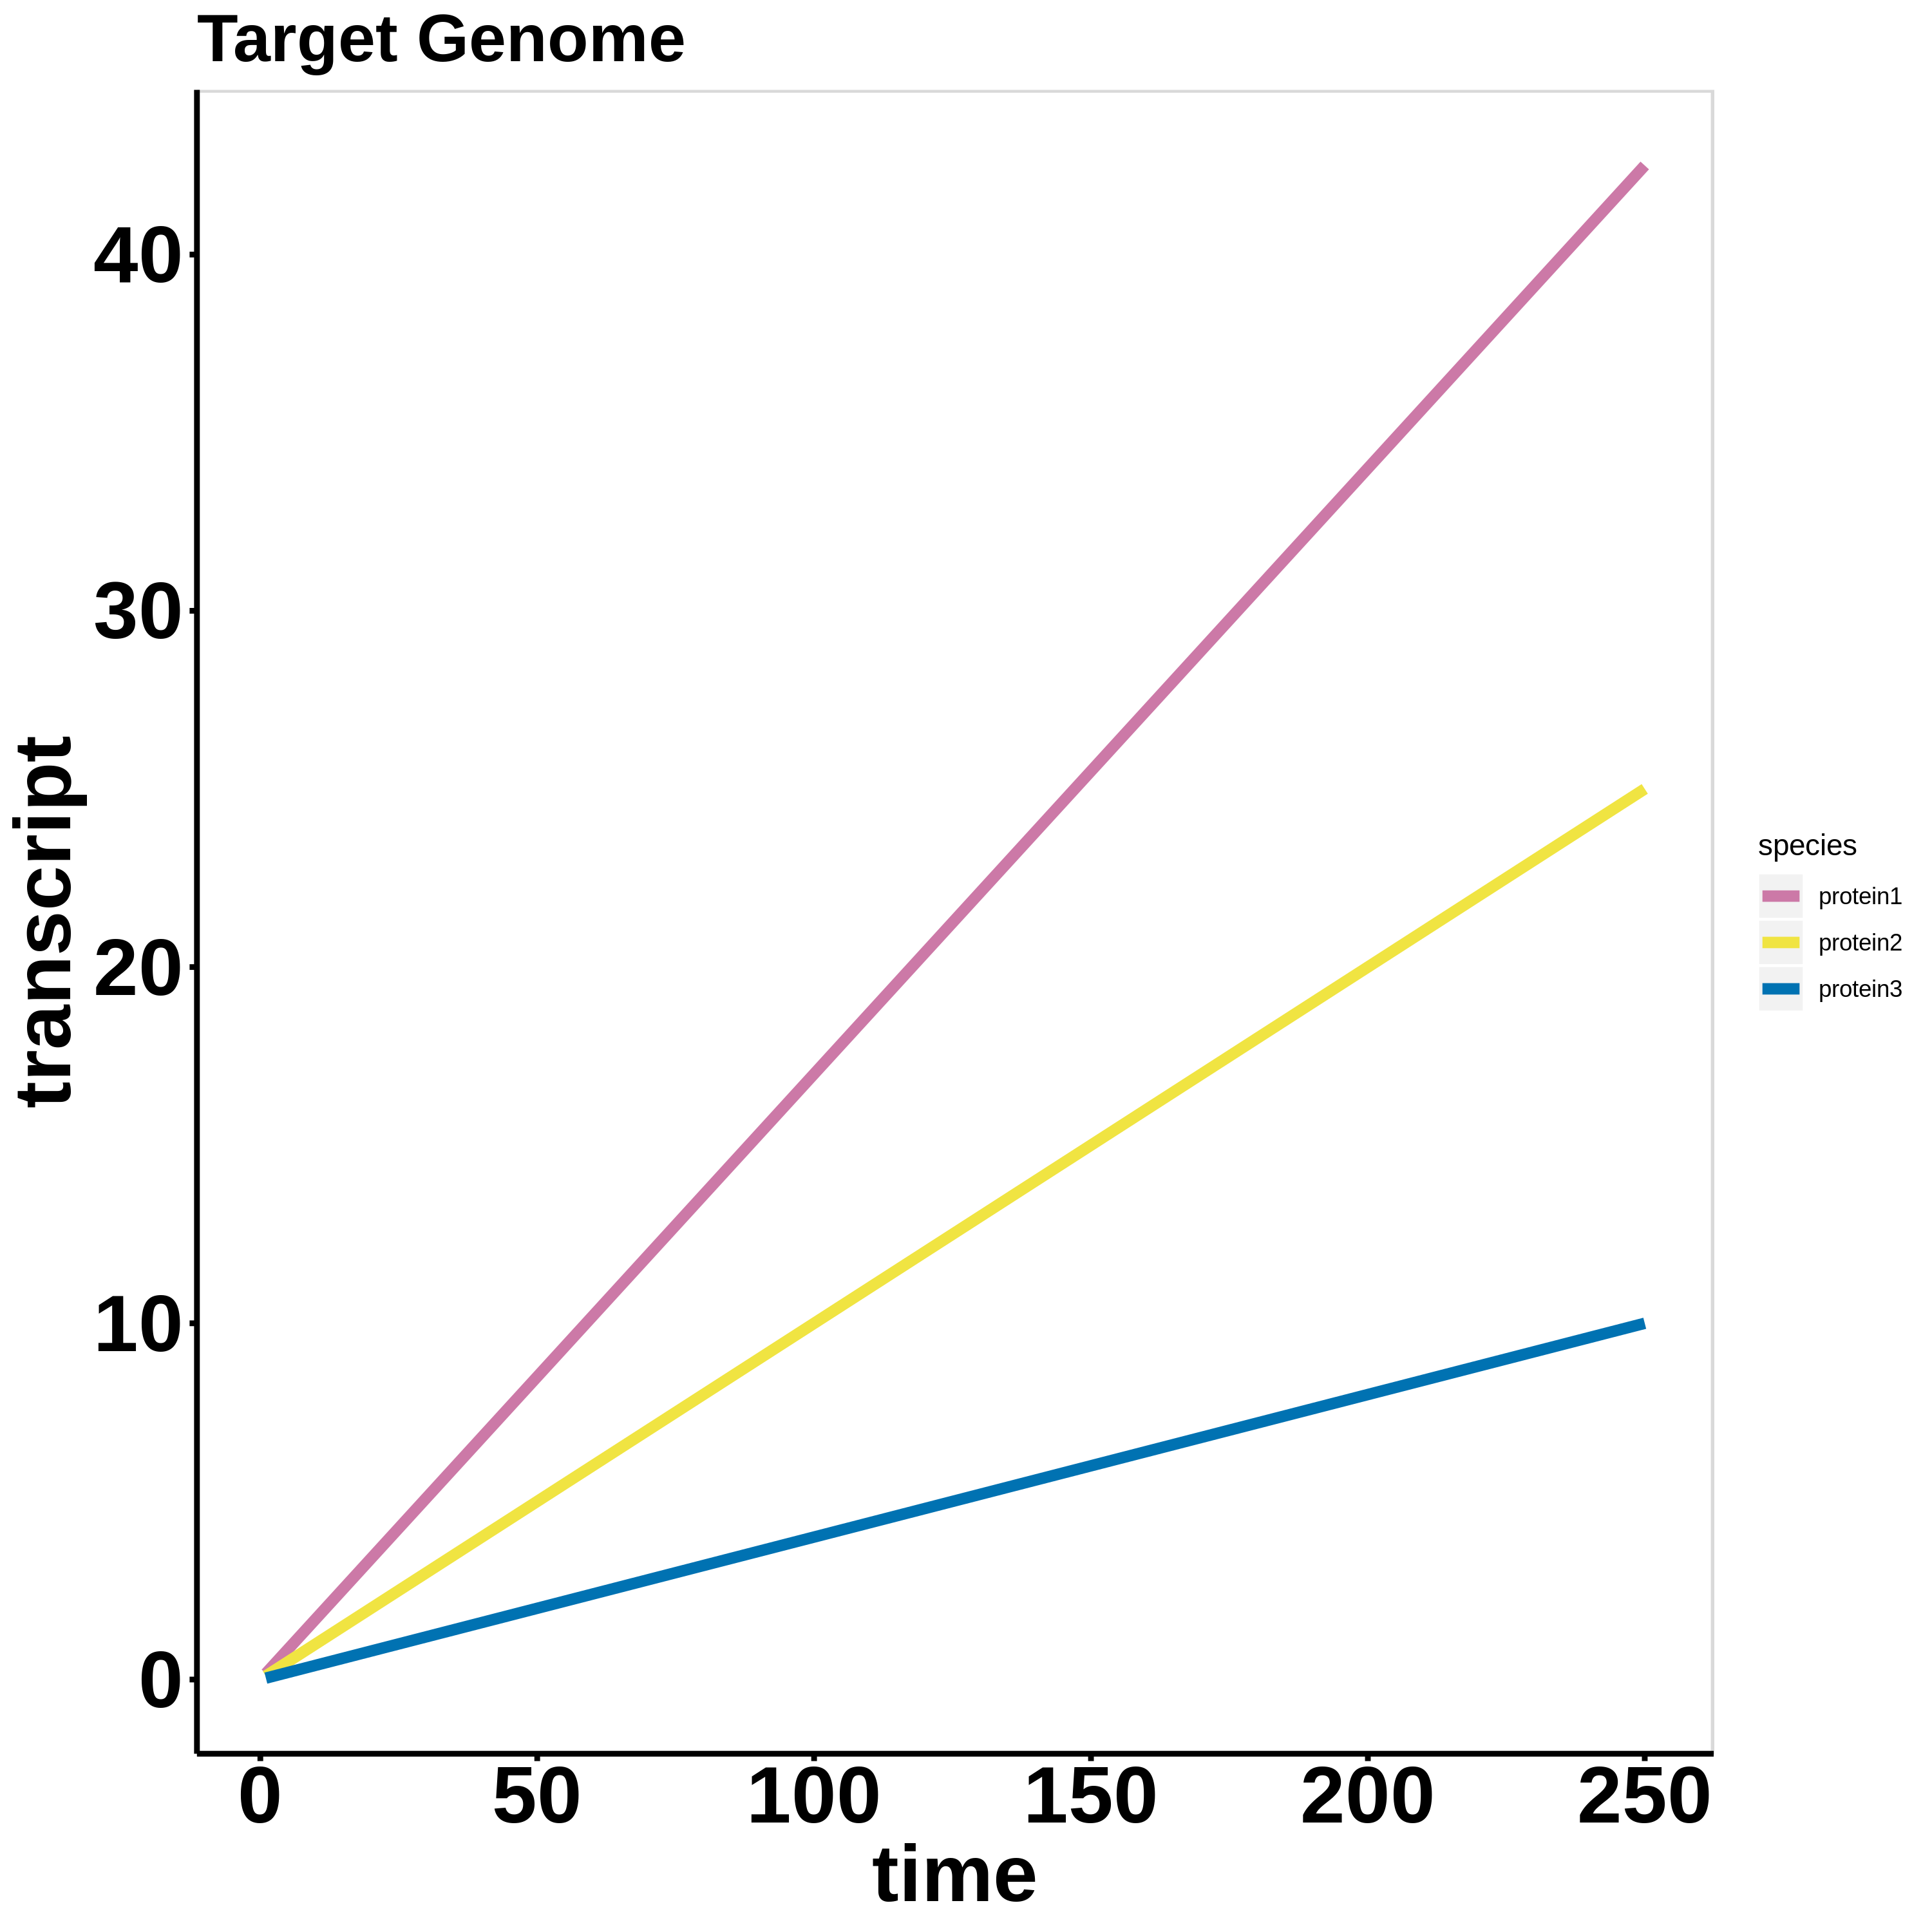 Target Genome
transcript
40
30
20
10
0
0 50 100 150 200 250
time
species
protein1
protein2
protein3